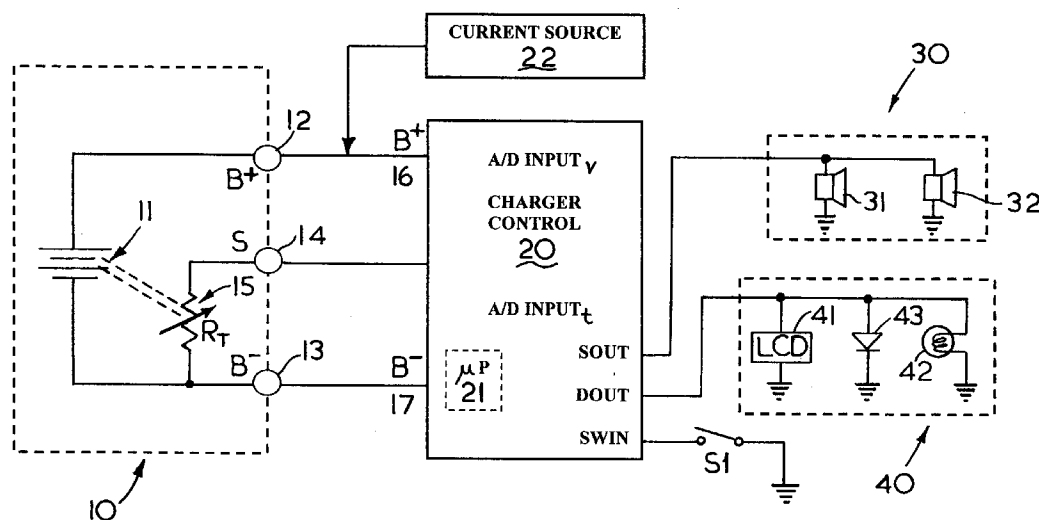 CURRENT SOURCE
22
30
12
B+
B+
16
A/D INPUTv
31
32
CHARGER
CONTROL
20
11
S
14
15
RT
A/D INPUTt
41
LCD
43
42
SOUT
B-
13
B-
17
μP
21
DOUT
SWIN
S1
10
40